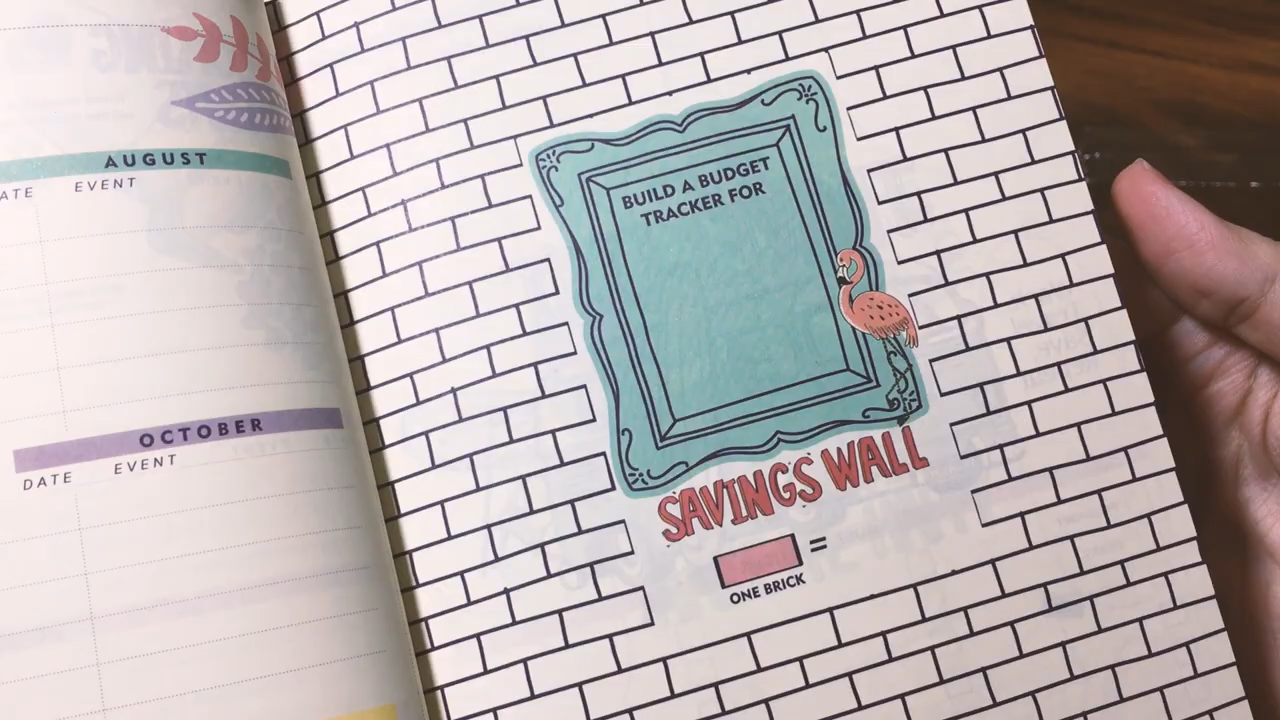 AUGUST
ATE EVENT
OCTOBER
DATE EVENT
BUILD A BUDGET
TRACKER FOR
SAVINGS WALL
=
ONE BRICK